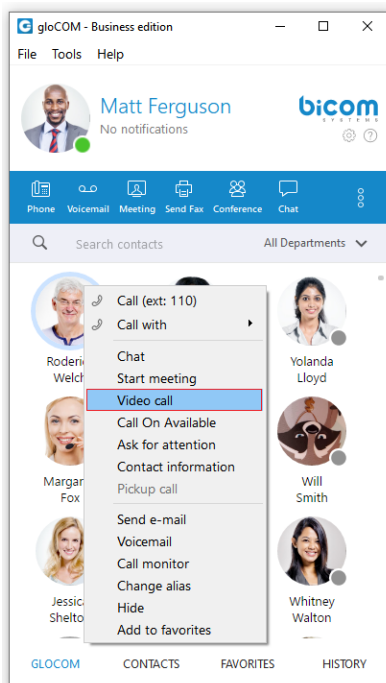 gloCOM - Business edition
File Tools Help
Matt Ferguson
No notifications
bicom
SYSTEMS
Phone Voicemail Meeting Send Fax Conference Chat
Search contacts All Departments
Call (ext: 110)
Call with
Chat
Start meeting
Video call
Call On Available
Ask for attention
Contact information
Pickup call
Send e-mail
Voicemail
Call monitor
Change alias
Hide
Add to favorites
Welch
Yolanda
Lloyd
Fox
Will
Smith
Whitney
Walton
GLOCOM CONTACTS FAVORITES HISTORY